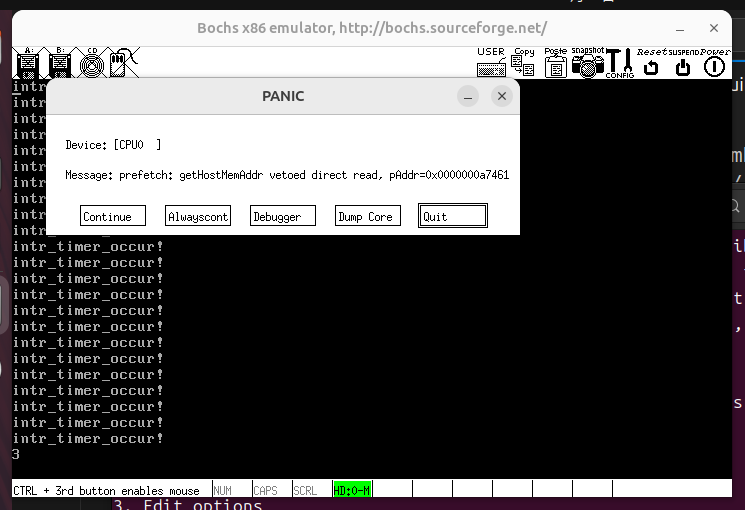 Bochs x86 emulator, http://bochs.sourceforge.net/
A: B: CD USER Copy Paste snapshot CONFIG Reset SUSPEND Power
intr
PANIC
intr
intr
intr
Device: [CPU0  ]
intr
intr
Message: prefetch: getHostMemAddr vetoed direct read, pAddr=0x0000000a7461
intr
intr
intr
Continue Alwayscont Debugger Dump Core Quit
intr_timer_occur!
intr_timer_occur!
intr_timer_occur!
intr_timer_occur!
intr_timer_occur!
intr_timer_occur!
intr_timer_occur!
intr_timer_occur!
intr_timer_occur!
intr_timer_occur!
intr_timer_occur!
intr_timer_occur!
intr_timer_occur!
3
CTRL + 3rd button enables mouse NUM CAPS SCRL HD:0-M
3. Edit options